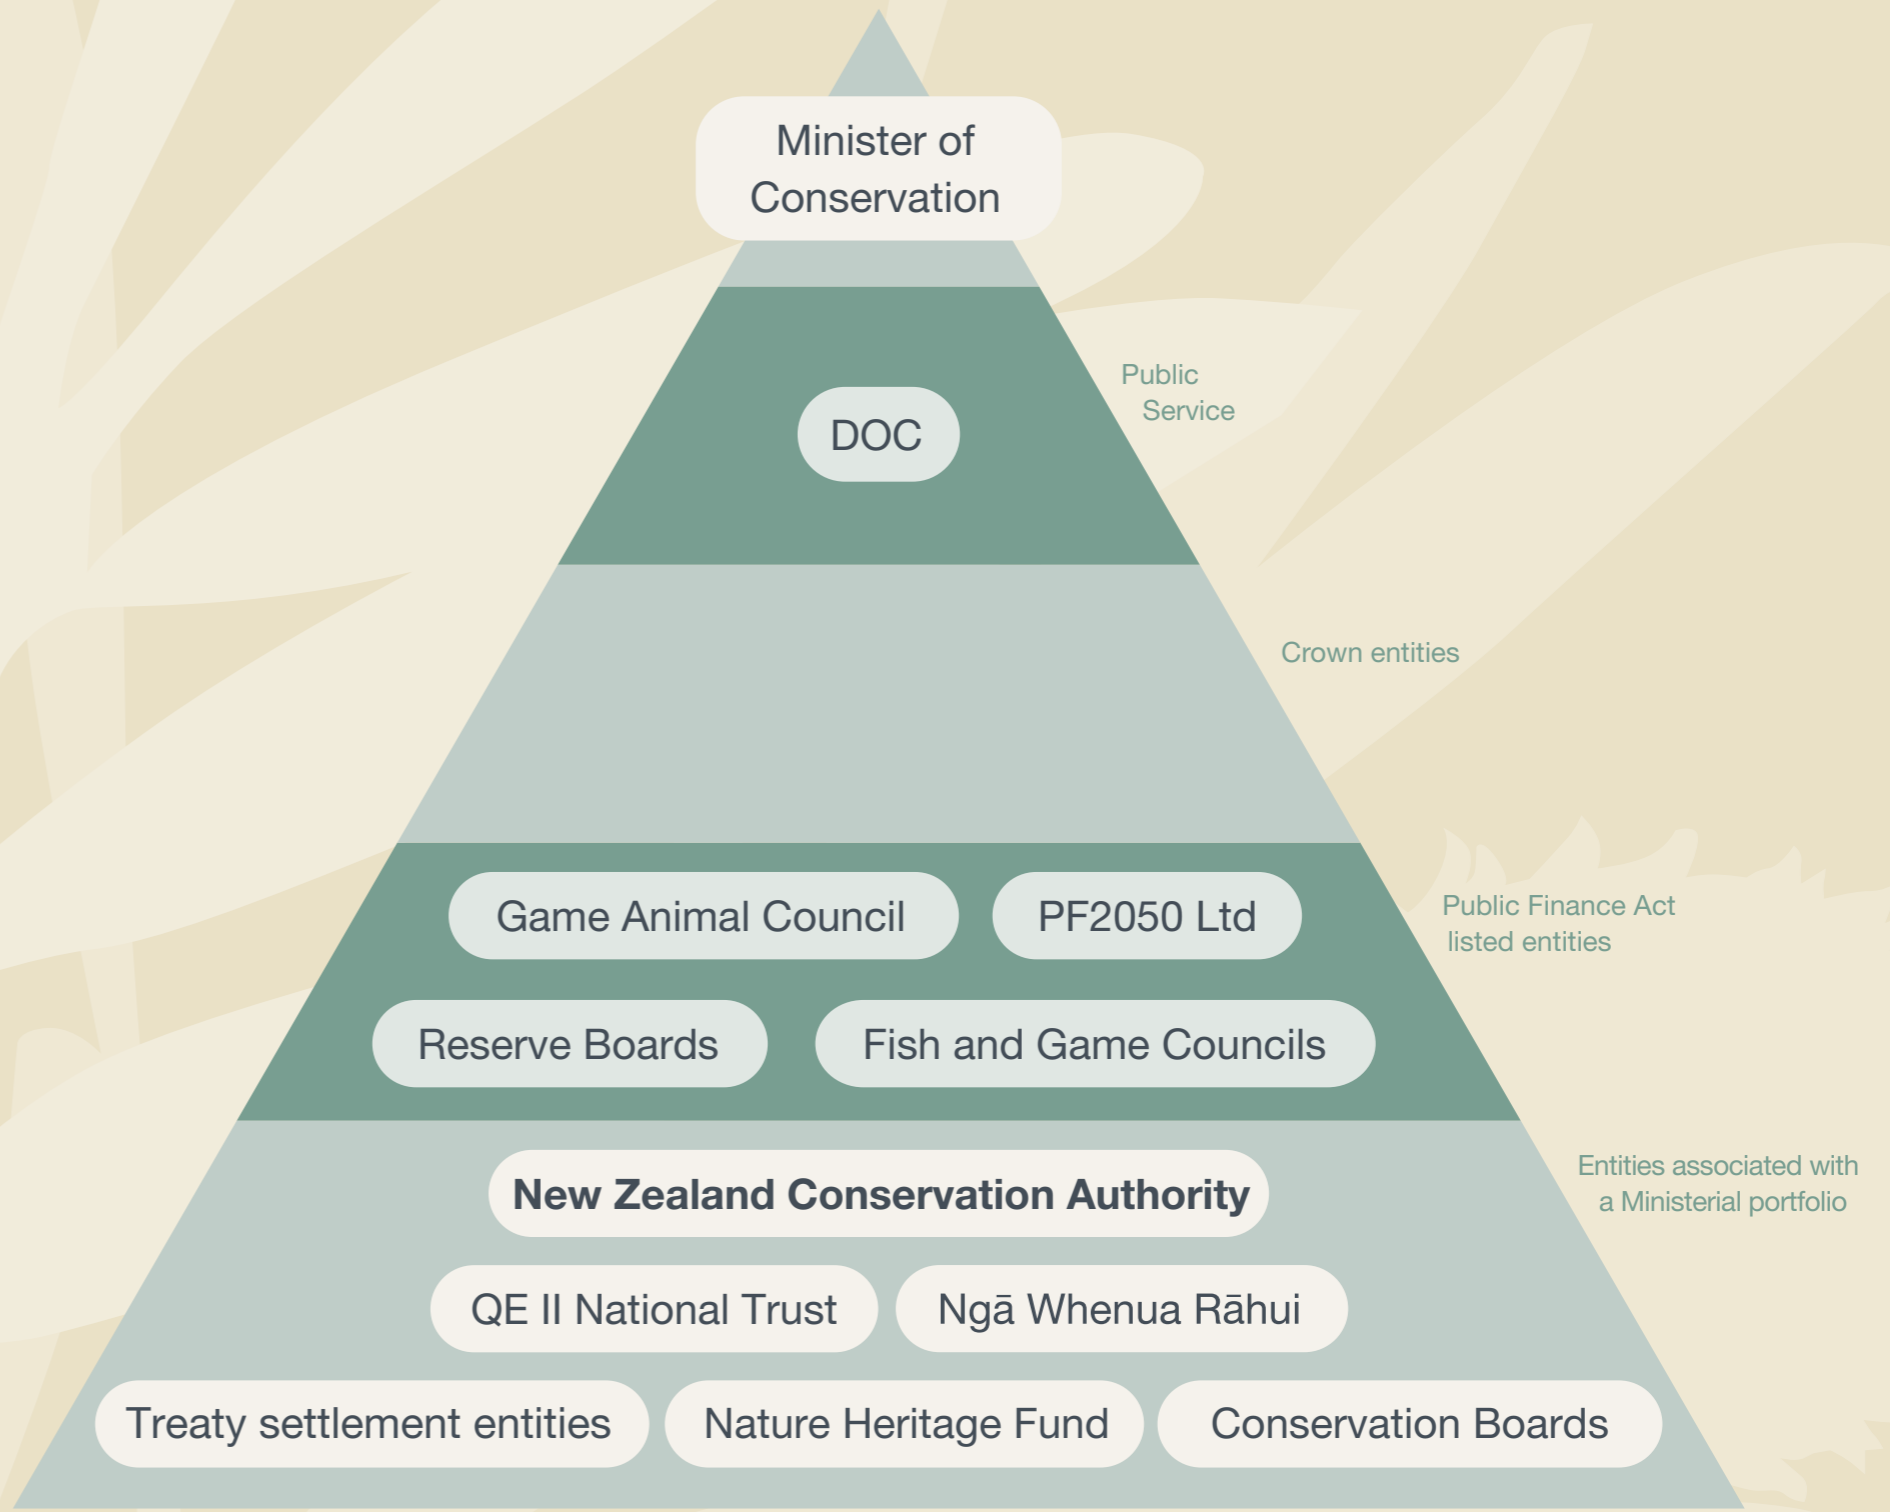 Minister of
Conservation
DOC
Public
Service
Crown entities
Game Animal Council
PF2050 Ltd
Public Finance Act
listed entities
Reserve Boards
Fish and Game Councils
New Zealand Conservation Authority
Entities associated with
a Ministerial portfolio
QE II National Trust
Ngā Whenua Rāhui
Treaty settlement entities
Nature Heritage Fund
Conservation Boards